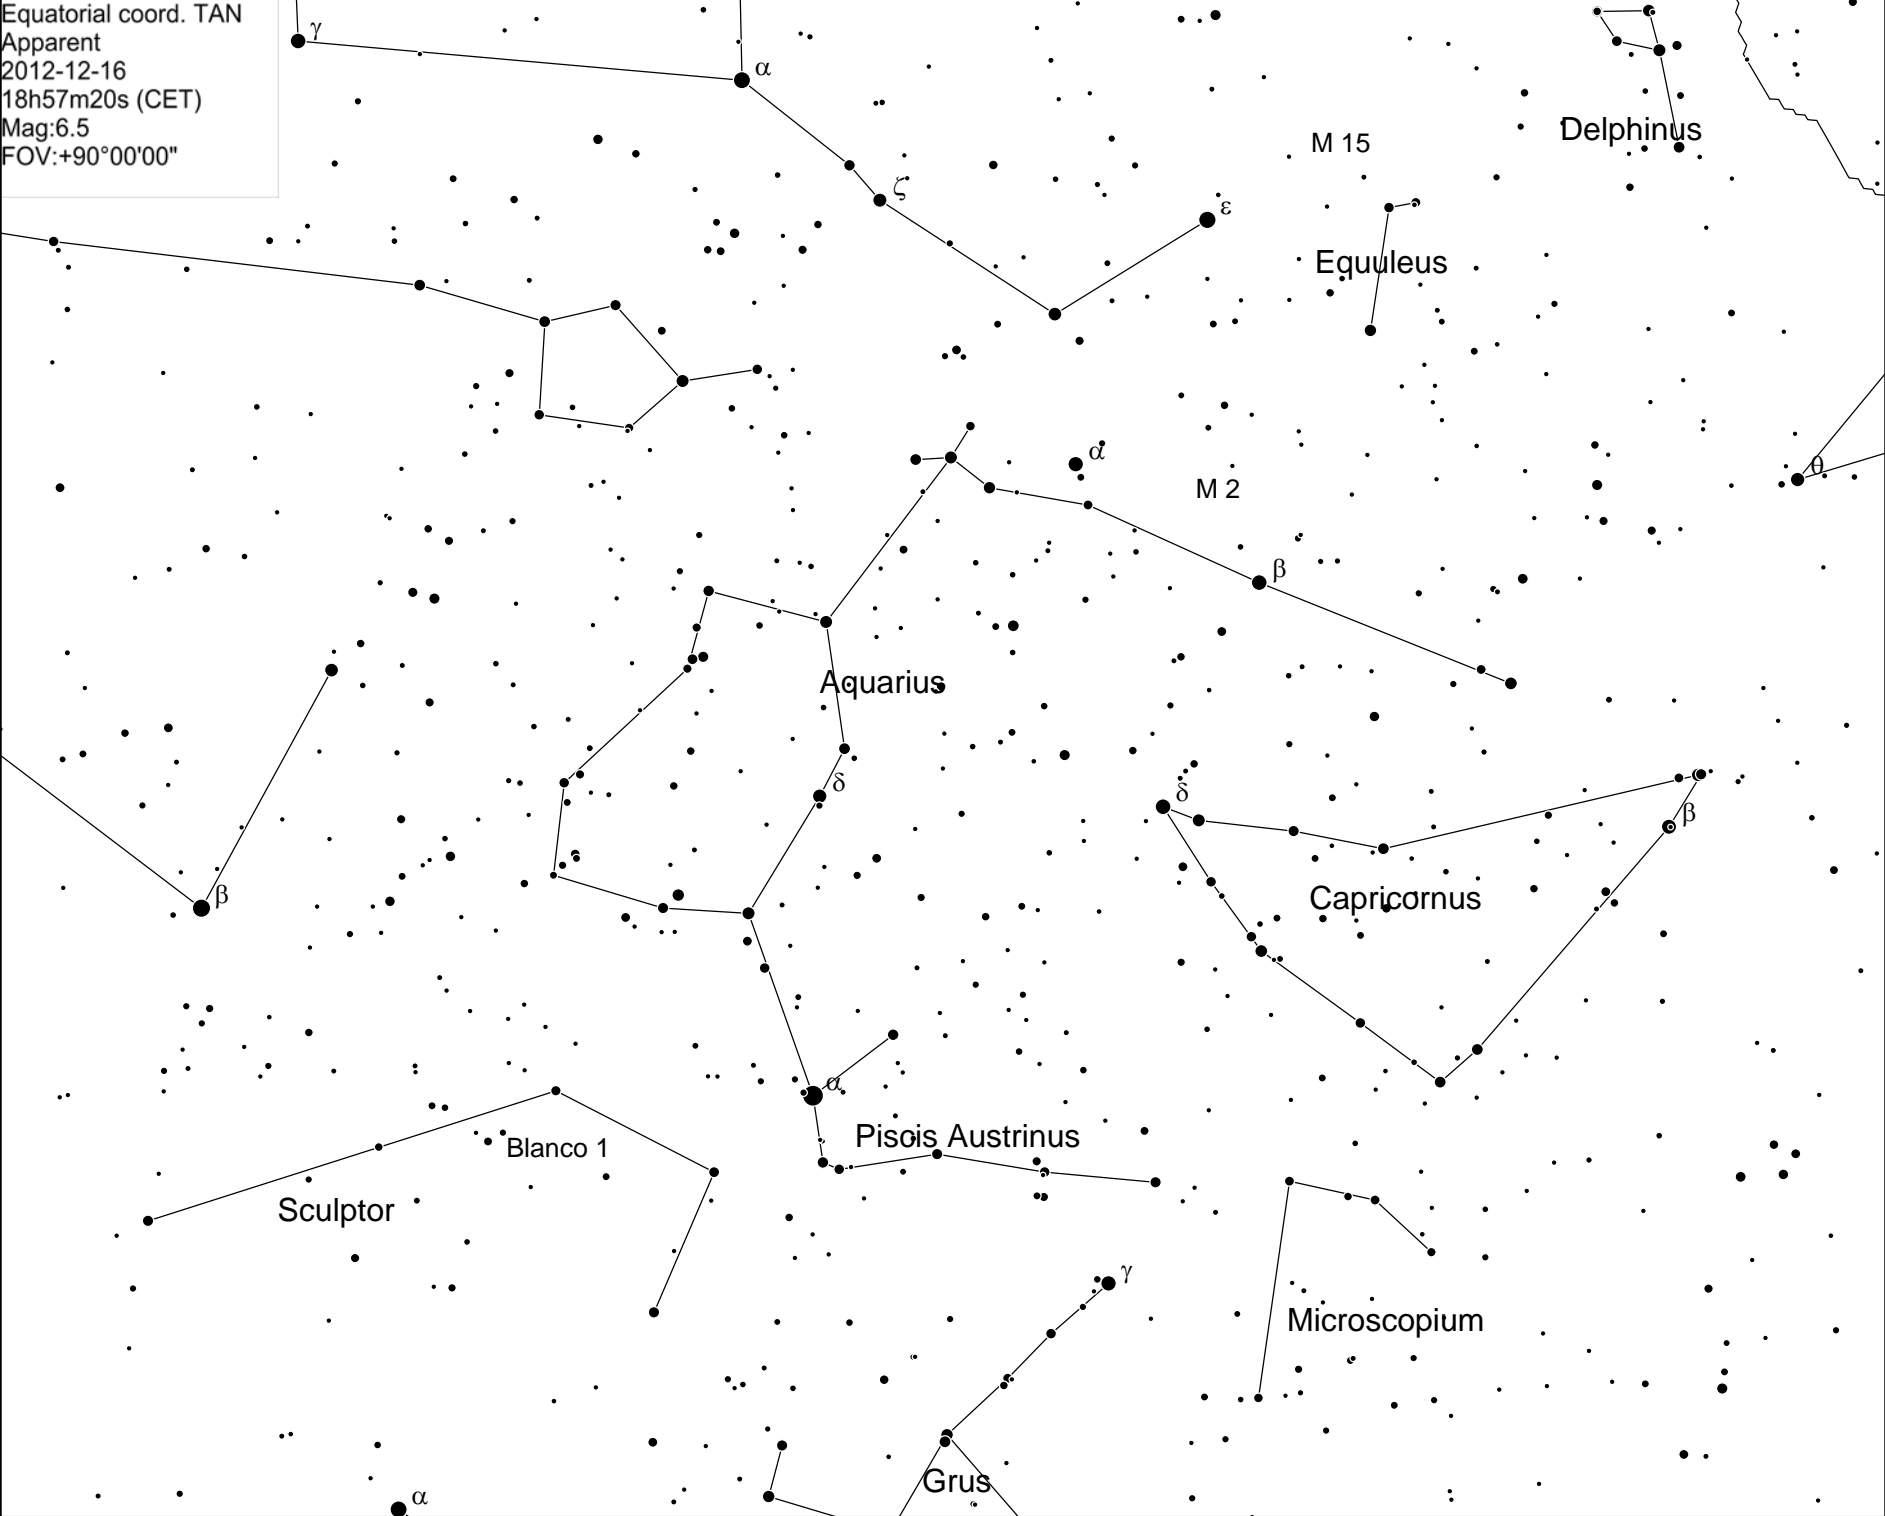 Equatorial coord. TAN
Apparent
2012-12-16
18h57m20s (CET)
Mag:6.5
FOV:+90°00'00"
γ
α
Delphinus
M 15
ζ
ε
Equuleus
α
θ
M 2
β
Aquarius
δ
δ
β
β
Capricornus
α
Piscis Austrinus
Blanco 1
Sculptor
γ
Microscopium
Grus
α